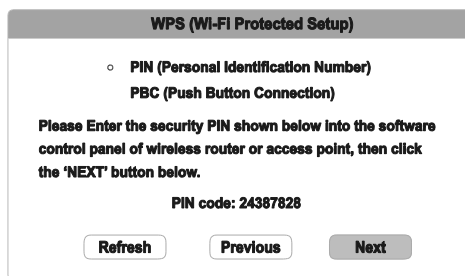 WPS (Wi-Fi Protected Setup)
PIN (Personal Identification Number)
PBC (Push Button Connection)
Please Enter the security PIN shown below into the software
control panel of wireless router or access point, then click
the ‘NEXT’ button below.
PIN code: 24387828
Refresh Previous Next